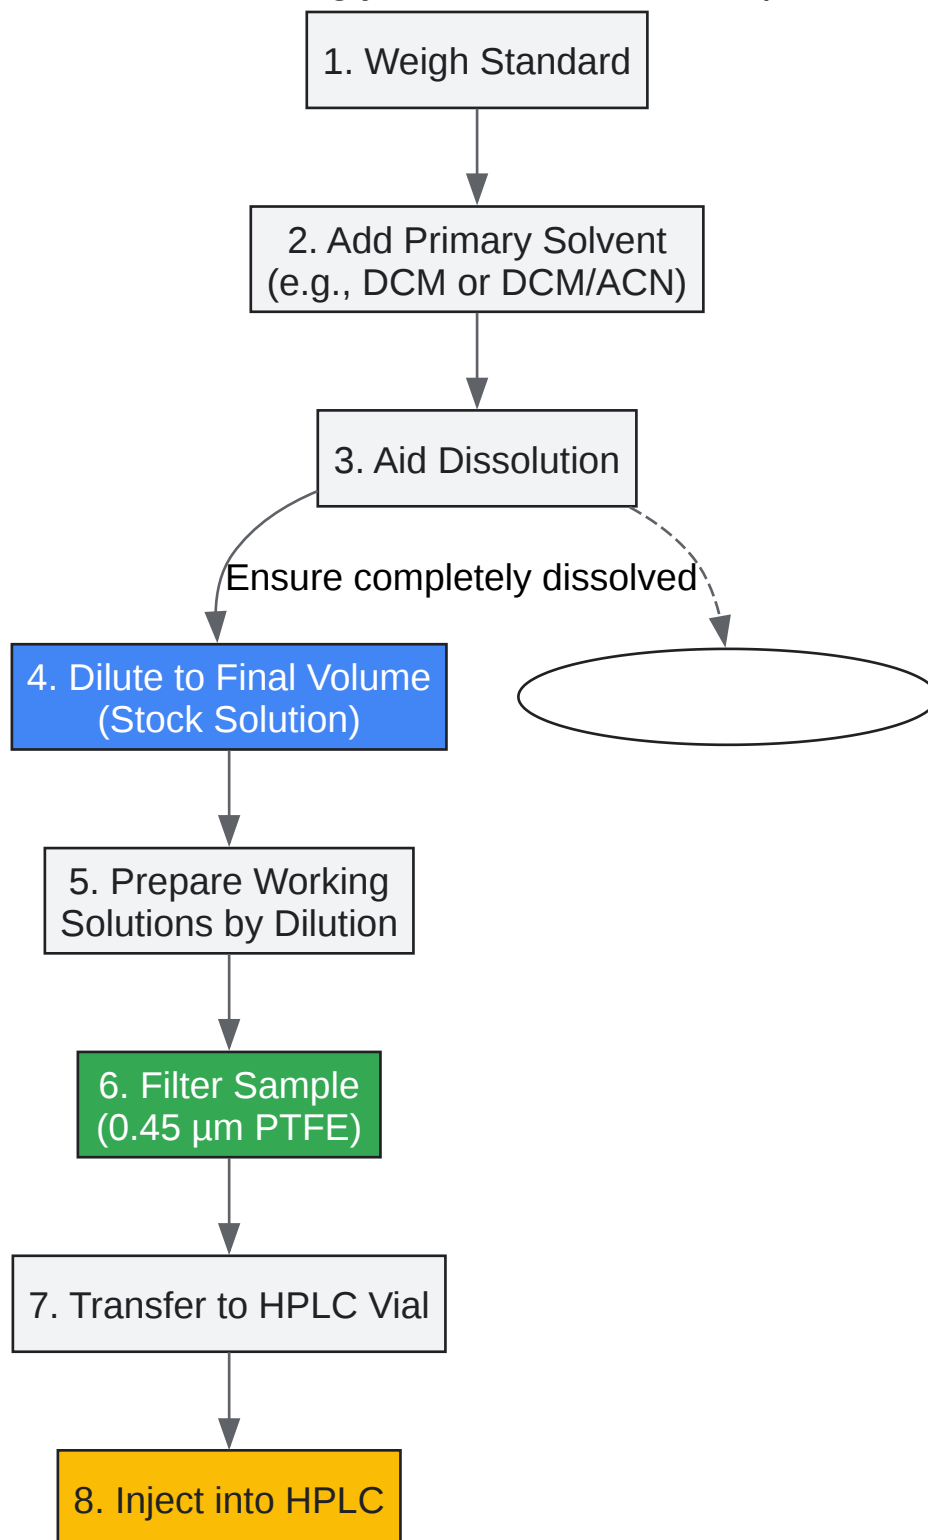 1. Weigh Standard
2. Add Primary Solvent
(e.g., DCM or DCM/ACN)
3. Aid Dissolution
Ensure completely dissolved
4. Dilute to Final Volume
(Stock Solution)
5. Prepare Working
Solutions by Dilution
6. Filter Sample
(0.45 µm PTFE)
7. Transfer to HPLC Vial
8. Inject into HPLC